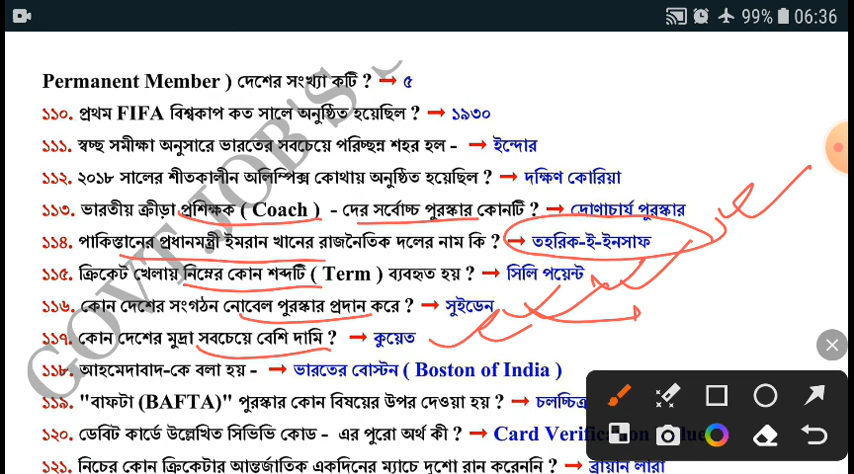 99% 06:36
Permanent Member ) দেশের সংখ্যা কটি ? → ৫
১১০. প্রথম FIFA বিশ্বকাপ কত সালে অনুষ্ঠিত হয়েছিল ? → ১৯৩০
১১১. স্বচ্ছ সমীক্ষা অনুসারে ভারতের সবচেয়ে পরিচ্ছন্ন শহর হল - → ইন্দোর
১১২. ২০১৮ সালের শীতকালীন অলিম্পিক্স কোথায় অনুষ্ঠিত হয়েছিল ? → দক্ষিণ কোরিয়া
১১৩. ভারতীয় ক্রীড়া প্রশিক্ষক ( Coach ) - দের সর্বোচ্চ পুরস্কার কোনটি ? → দ্রোণাচার্য পুরস্কার
১১৪. পাকিস্তানের প্রধানমন্ত্রী ইমরান খানের রাজনৈতিক দলের নাম কি ? → তহরিক-ই-ইনসাফ
১১৫. ক্রিকেট খেলায় নিম্নের কোন শব্দটি ( Term ) ব্যবহৃত হয় ? → সিলি পয়েন্ট
১১৬. কোন দেশের সংগঠন নোবেল পুরস্কার প্রদান করে ? → সুইডেন
১১৭. কোন দেশের মুদ্রা সবচেয়ে বেশি দামি ? → কুয়েত
১১৮. আহমেদাবাদ-কে বলা হয় - → ভারতের বোস্টন ( Boston of India )
১১৯. "বাফটা (BAFTA)" পুরস্কার কোন বিষয়ের উপর দেওয়া হয় ? → চলচ্চিত্র
১২০. ডেবিট কার্ডে উল্লেখিত সিভিভি কোড - এর পুরো অর্থ কী ? → Card Verification
১২১. নিচের কোন ক্রিকেটার আন্তর্জাতিক একদিনের ম্যাচে দুশো রান করেননি ? → ব্রায়ান লারা
GOVT JOB'S